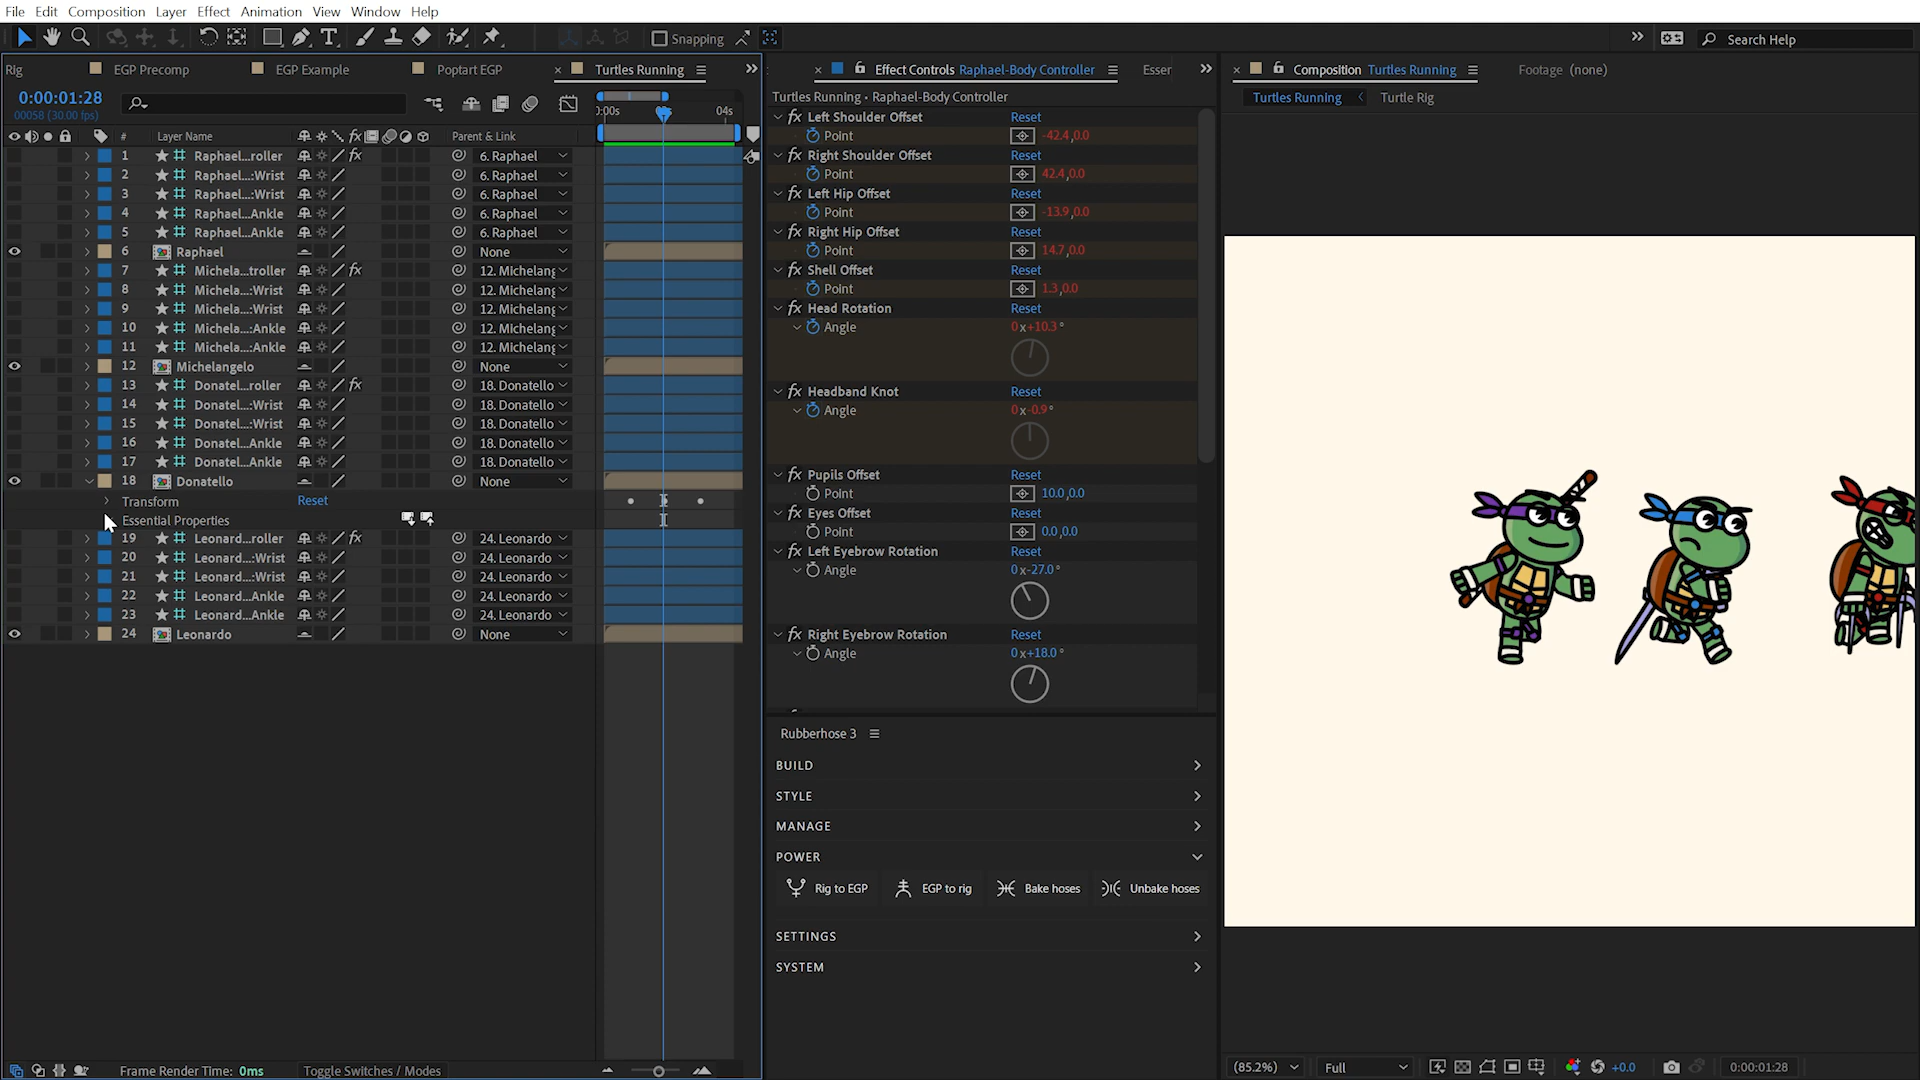 File Edit Composition Layer Effect Animation View Window Help
Snapping
Search Help
Rig EGP Precomp EGP Example Poptart EGP × Turtles Running
0:00:01:28
00058 (30.00 fps)
0:00s 04s
# Layer Name Parent & Link
1 Raphael...roller 6. Raphael
2 Raphael...:Wrist 6. Raphael
3 Raphael...:Wrist 6. Raphael
4 Raphael...:Ankle 6. Raphael
5 Raphael...:Ankle 6. Raphael
6 Raphael None
7 Michela...troller 12. Michelang
8 Michela...:Wrist 12. Michelang
9 Michela...:Wrist 12. Michelang
10 Michela...:Ankle 12. Michelang
11 Michela...:Ankle 12. Michelang
12 Michelangelo None
13 Donatel...roller 18. Donatello
14 Donatel...:Wrist 18. Donatello
15 Donatel...:Wrist 18. Donatello
16 Donatel...:Ankle 18. Donatello
17 Donatel...:Ankle 18. Donatello
18 Donatello None
Transform Reset
Essential Properties
19 Leonard...roller 24. Leonardo
20 Leonard...:Wrist 24. Leonardo
21 Leonard...:Wrist 24. Leonardo
22 Leonard...:Ankle 24. Leonardo
23 Leonard...:Ankle 24. Leonardo
24 Leonardo None
Frame Render Time: 0ms Toggle Switches / Modes
× Effect Controls Raphael-Body Controller Esser
Turtles Running • Raphael-Body Controller
fx Left Shoulder Offset Reset
Point -42.4,0.0
fx Right Shoulder Offset Reset
Point 42.4,0.0
fx Left Hip Offset Reset
Point -13.9,0.0
fx Right Hip Offset Reset
Point 14.7,0.0
fx Shell Offset Reset
Point 1.3,0.0
fx Head Rotation Reset
Angle 0x+10.3°
fx Headband Knot Reset
Angle 0x-0.9°
fx Pupils Offset Reset
Point 10.0,0.0
fx Eyes Offset Reset
Point 0.0,0.0
fx Left Eyebrow Rotation Reset
Angle 0x-27.0°
fx Right Eyebrow Rotation Reset
Angle 0x+18.0°
Rubberhose 3
BUILD
STYLE
MANAGE
POWER
Rig to EGP EGP to rig Bake hoses Unbake hoses
SETTINGS
SYSTEM
× Composition Turtles Running Footage (none)
Turtles Running Turtle Rig
(85.2%) Full +0.0 0:00:01:28